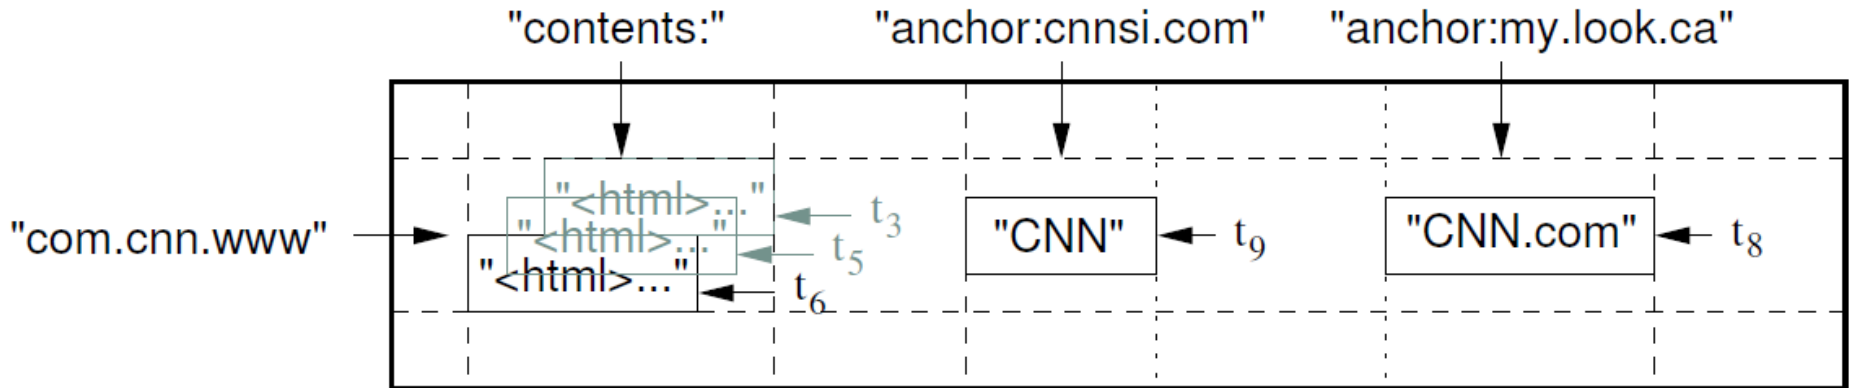 "contents:" "anchor:cnnsi.com" "anchor:my.look.ca"
"<html>..." t3
"com.cnn.www" "<html>..." t5 "CNN" t9 "CNN.com" t8
"<html>..." t6